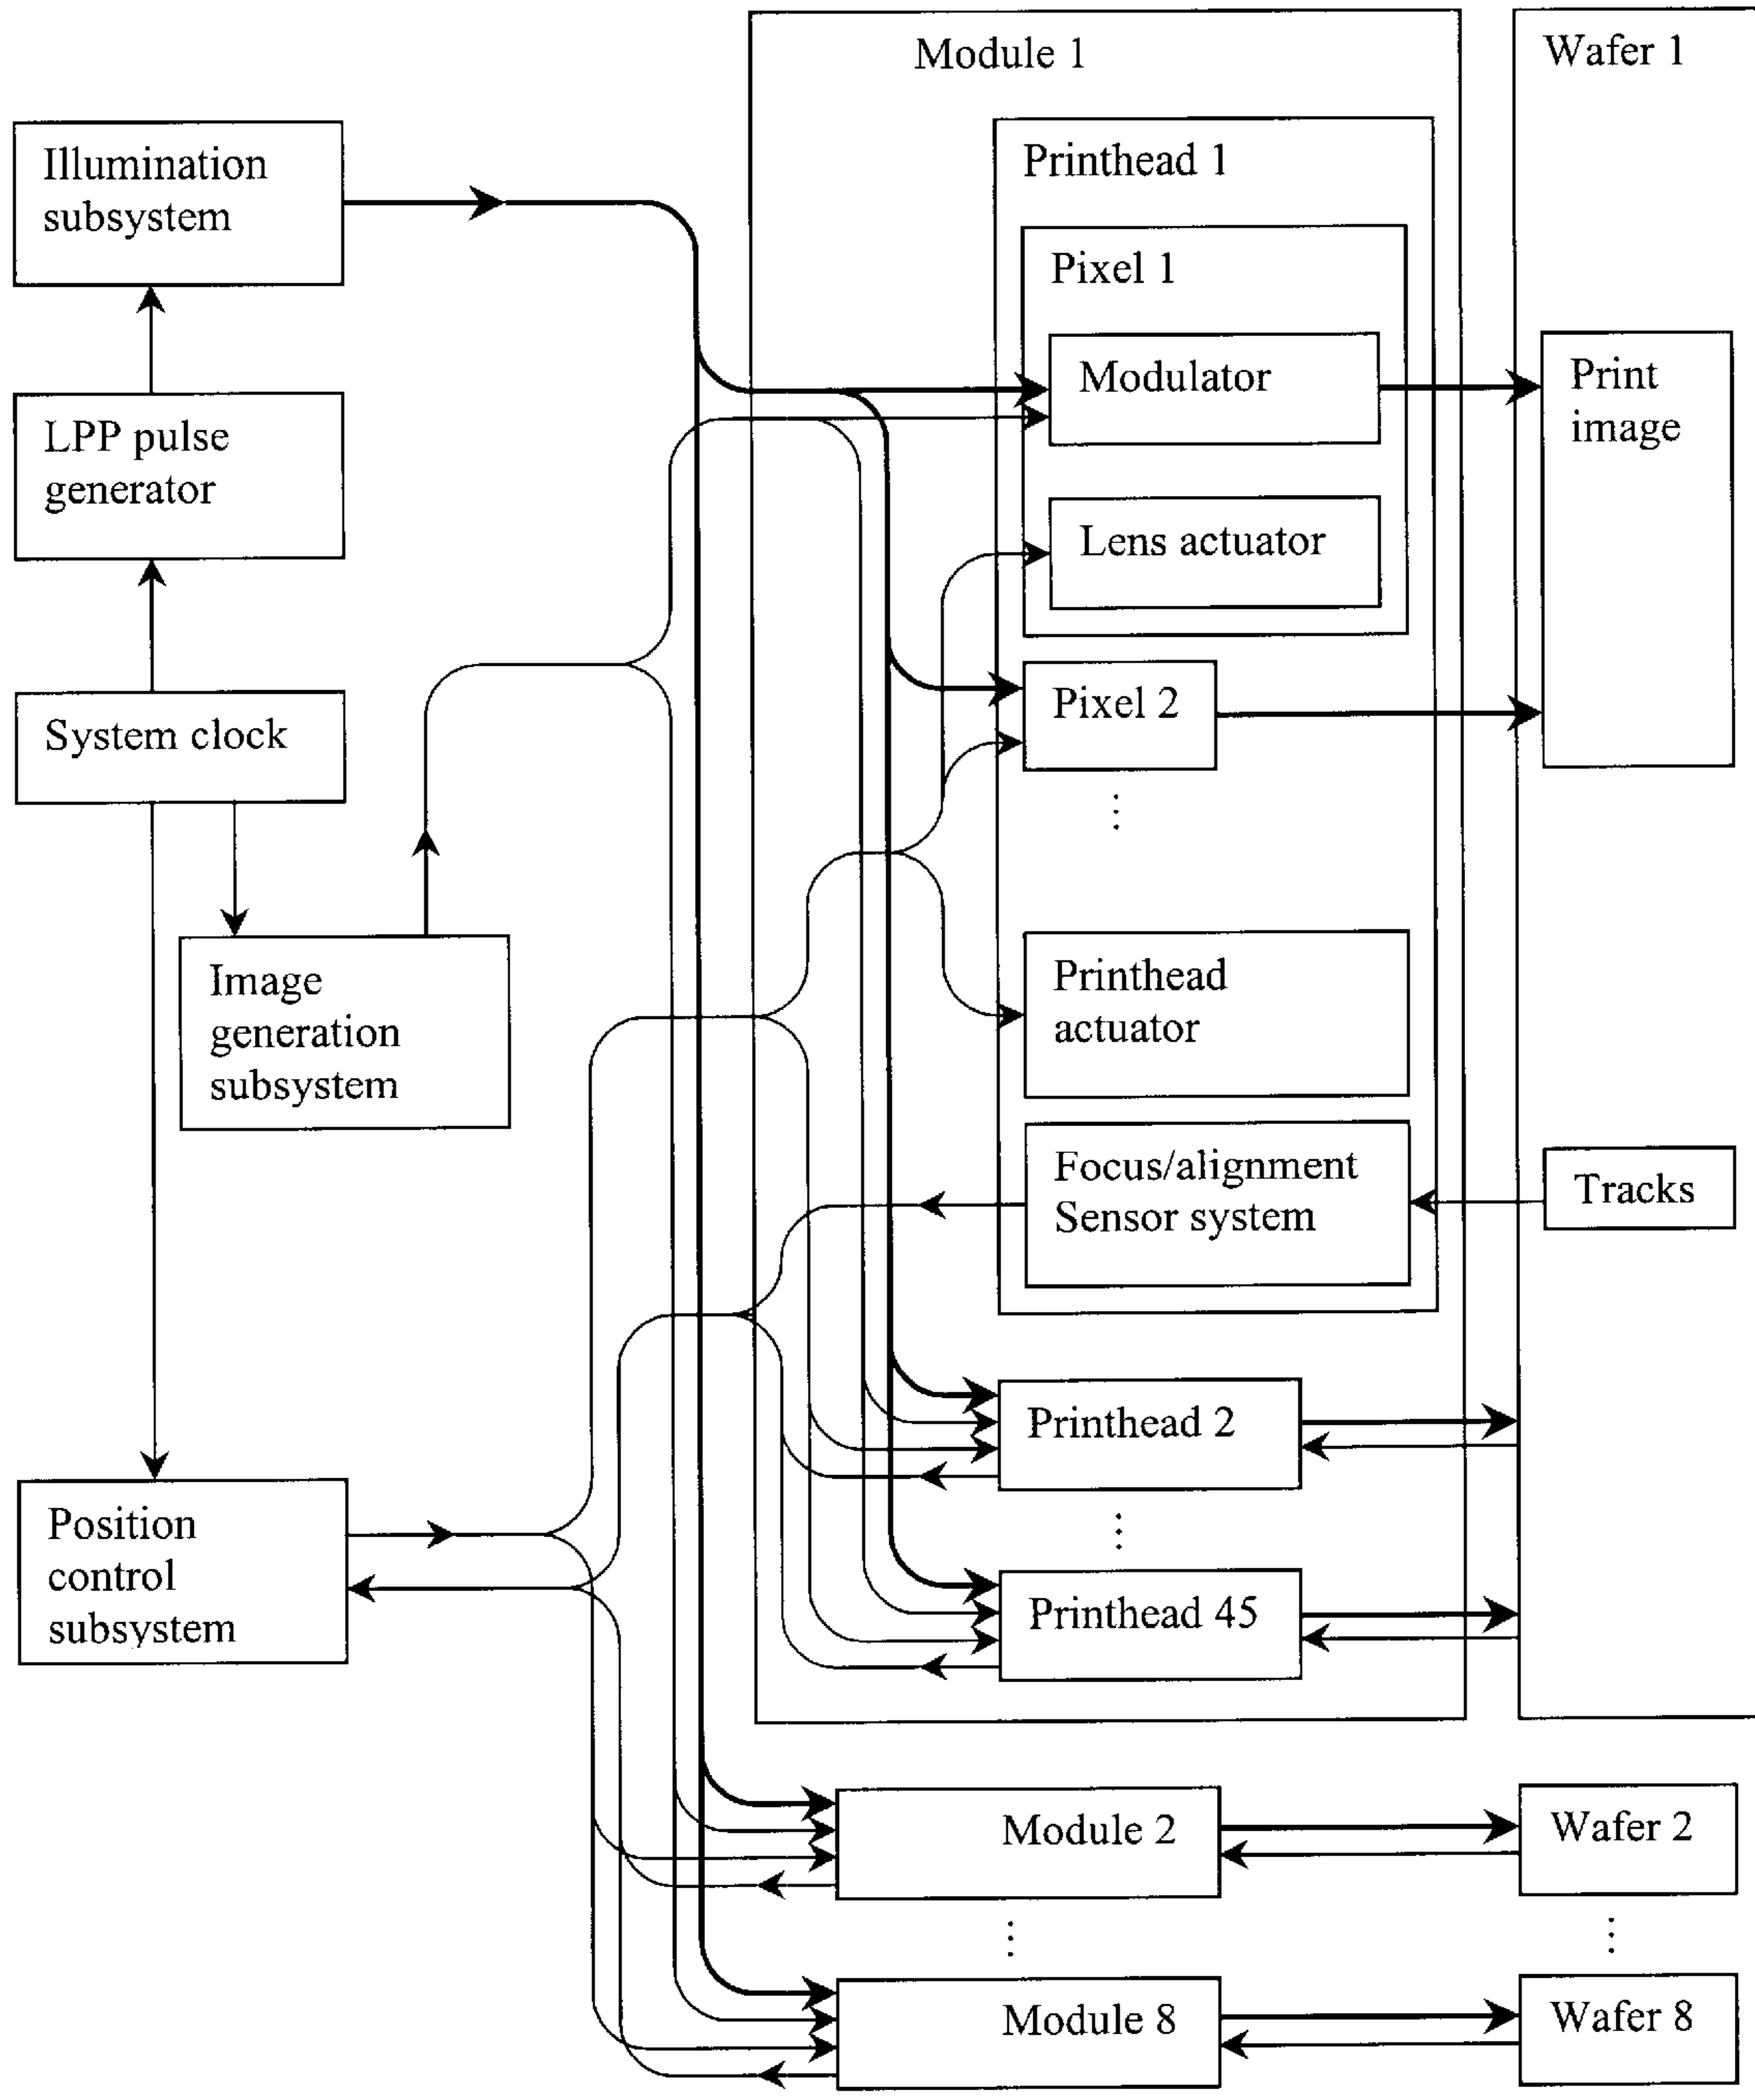 Module 1
Wafer 1
Illumination
subsystem
Printhead 1
Pixel 1
Modulator
Print
image
LPP pulse
generator
Lens actuator
Pixel 2
System clock
⋮
Image
generation
subsystem
Printhead
actuator
Focus/alignment
Sensor system
Tracks
Printhead 2
⋮
Position
control
subsystem
Printhead 45
Module 2
Wafer 2
⋮
⋮
Module 8
Wafer 8